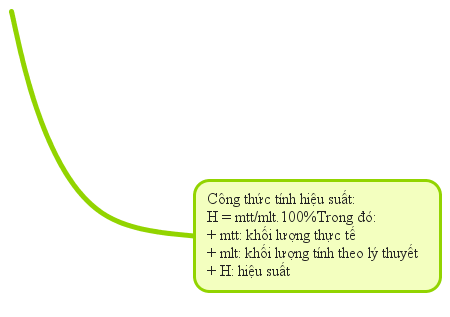 Công thức tính hiệu suất:
H = mtt/mlt.100%Trong đó:
+ mtt: khối lượng thực tế
+ mlt: khối lượng tính theo lý thuyết
+ H: hiệu suất